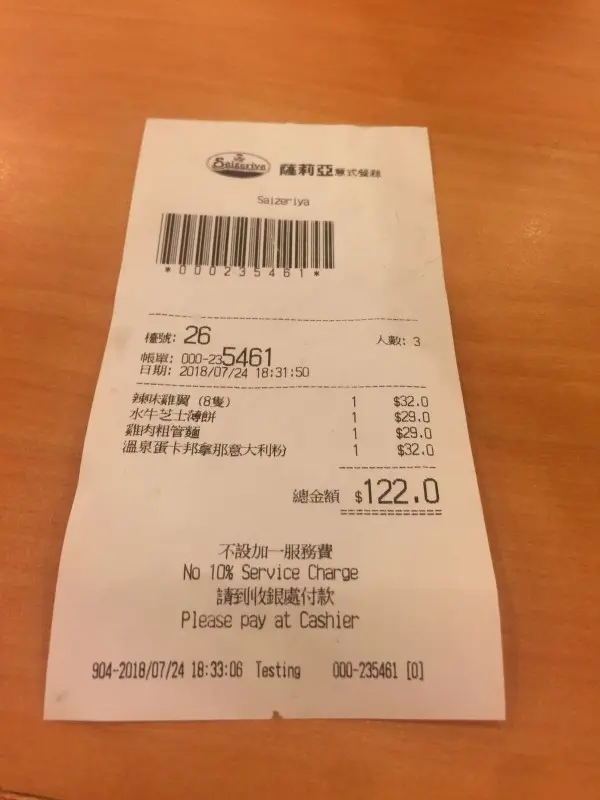 Saizeriya 薩莉亞意式餐廳
Saizeriya
*000235461*
檯號: 26 人數: 3
帳單: 000-235461
日期: 2018/07/24 18:31:50
辣味雞翼 (8隻) 1 $32.0
水牛芝士薄餅 1 $29.0
雞肉粗管麵 1 $29.0
溫泉蛋卡邦拿那意大利粉 1 $32.0
總金額 $122.0
不設加一服務費
No 10% Service Charge
請到收銀處付款
Please pay at Cashier
904-2018/07/24 18:33:06 Testing 000-235461 [0]